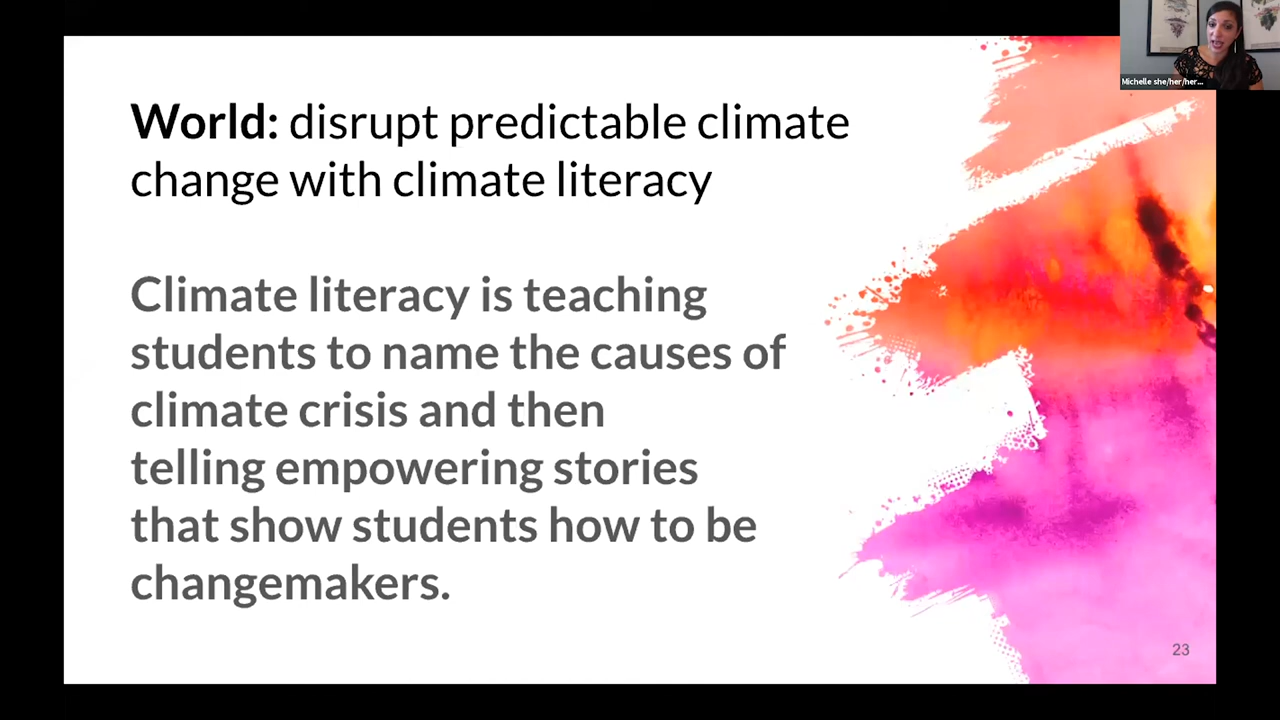 Michelle she/her/her...
World: disrupt predictable climate
change with climate literacy
Climate literacy is teaching
students to name the causes of
climate crisis and then
telling empowering stories
that show students how to be
changemakers.
23